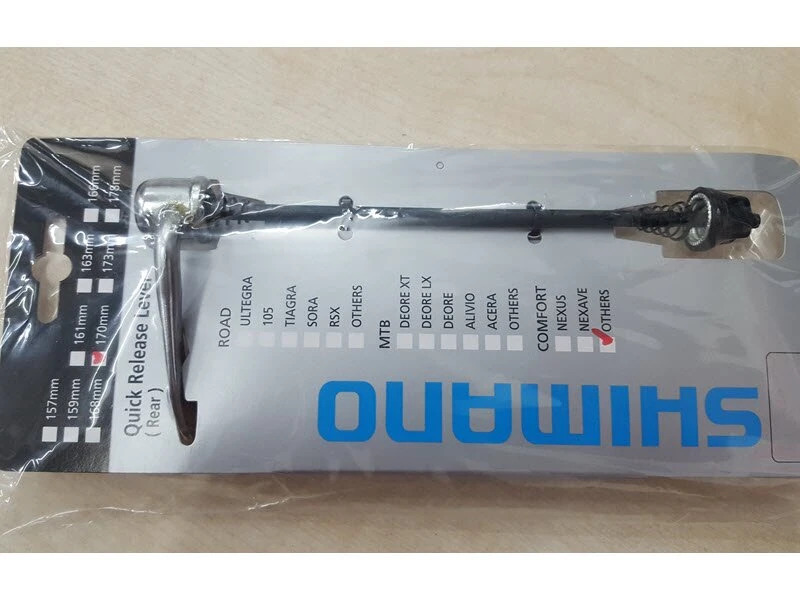 157mm
159mm
168mm
161mm
170mm
163mm
173mm
166mm
178mm
Quick Release Lever
( Rear )
ROAD
ULTEGRA
105
TIAGRA
SORA
RSX
OTHERS
MTB
DEORE XT
DEORE LX
DEORE
ALIVIO
ACERA
OTHERS
COMFORT
NEXUS
NEXAVE
OTHERS
SHIMANO